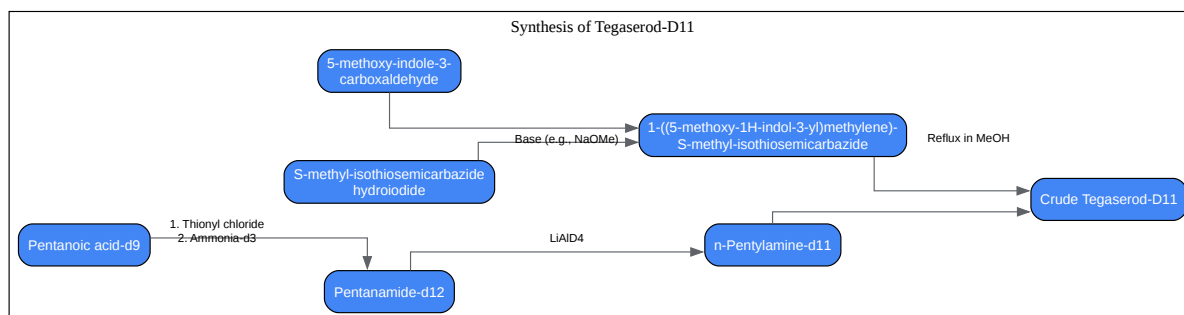 Synthesis of Tegaserod-D11
5-methoxy-indole-3-
carboxaldehyde
Base (e.g., NaOMe)
1-((5-methoxy-1H-indol-3-yl)methylene)-
S-methyl-isothiosemicarbazide
Reflux in MeOH
S-methyl-isothiosemicarbazide
hydroiodide
Crude Tegaserod-D11
Pentanoic acid-d9
1. Thionyl chloride
2. Ammonia-d3
LiAlD4
n-Pentylamine-d11
Pentanamide-d12